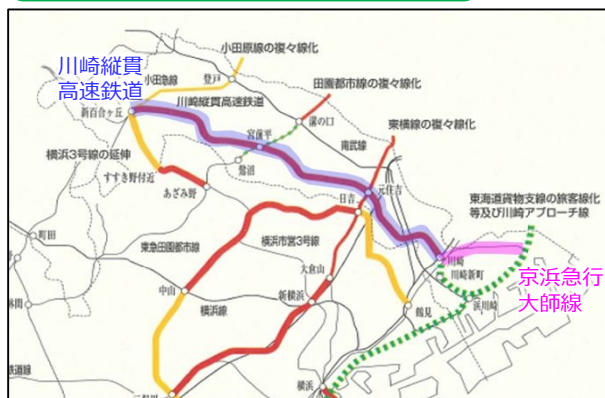 小田原線の複々線化
川崎縦貫
高速鉄道
小田急線
登戸
田園都市線の複々線化
川崎縦貫高速鉄道
新百合ヶ丘
溝の口
東横線の複々線化
宮前平
南武線
横浜3号線の延伸
鷺沼
すすき野付近
あざみ野
元住吉
日吉
東海道貨物支線の旅客線化
等及び川崎アプローチ線
町田
東急田園都市線
横浜市営3号線
川崎
川崎新町
大倉山
京浜急行
大師線
中山
新横浜
浜川崎
横浜線
鶴見
横浜